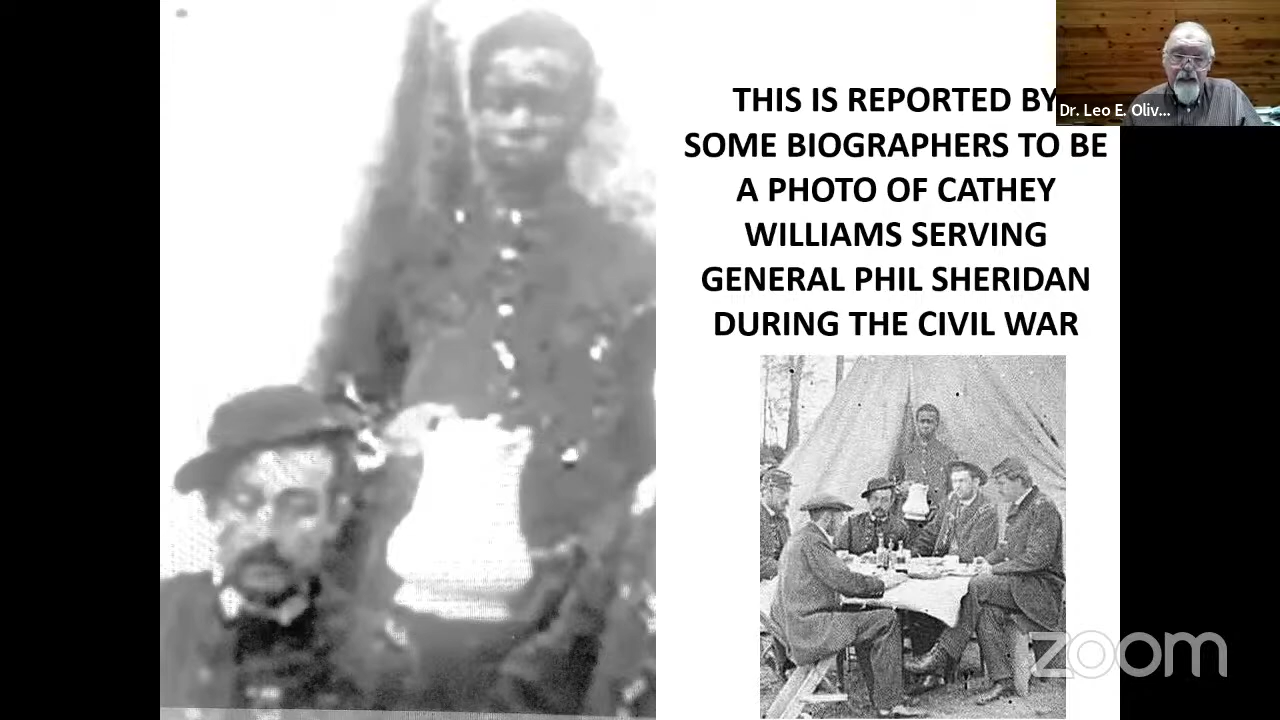 THIS IS REPORTED BY
SOME BIOGRAPHERS TO BE
A PHOTO OF CATHEY
WILLIAMS SERVING
GENERAL PHIL SHERIDAN
DURING THE CIVIL WAR
Dr. Leo E. Oliv...
zoom